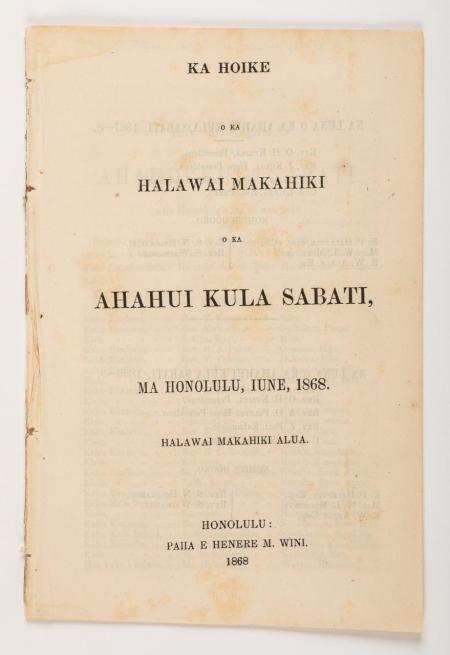 KA HOIKE
O KA
HALAWAI MAKAHIKI
O KA
AHAHUI KULA SABATI,
MA HONOLULU, IUNE, 1868.
HALAWAI MAKAHIKI ALUA.
HONOLULU:
PAIIA E HENERE M. WINI.
1868